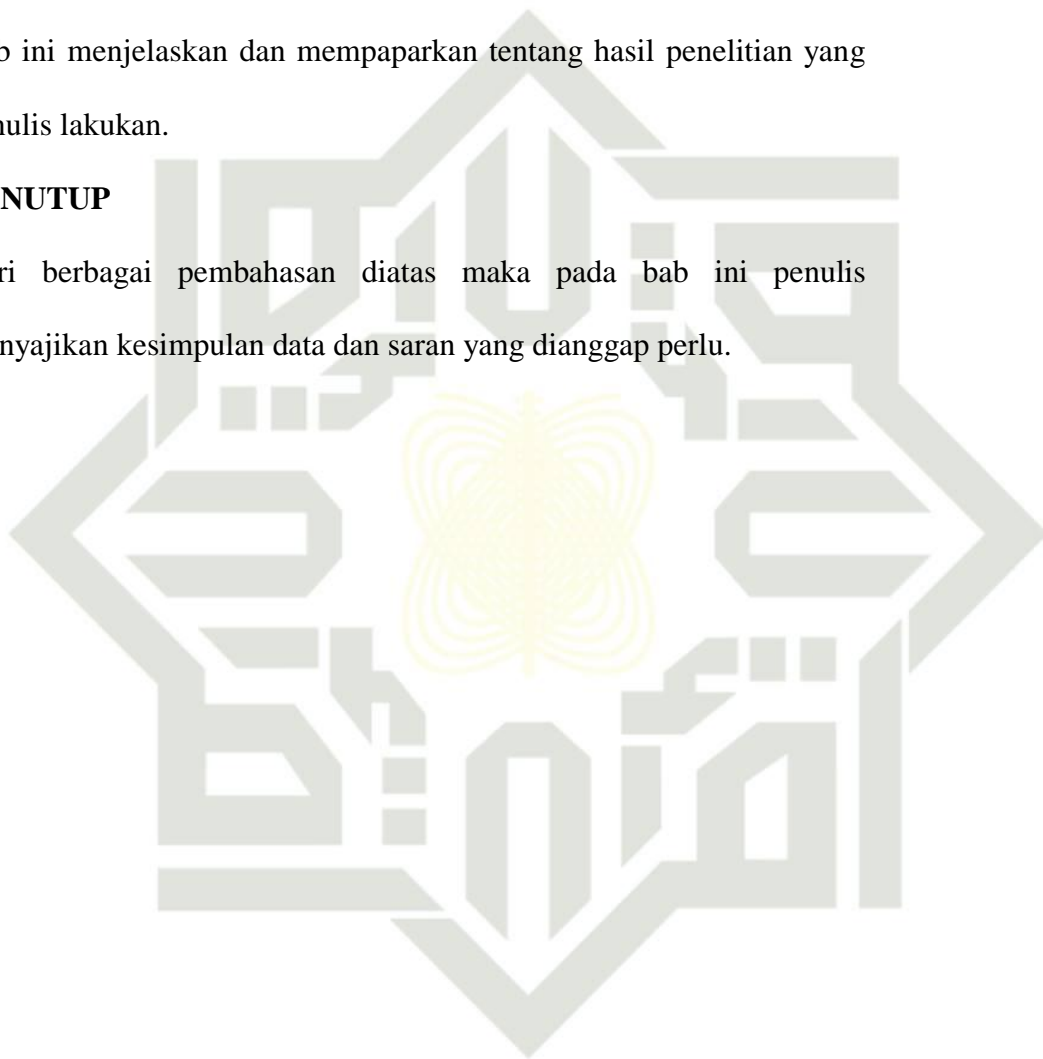 b ini menjelaskan dan mempaparkan tentang hasil penelitian yang
nulis lakukan.
NUTUP
ri berbagai pembahasan diatas maka pada bab ini penulis
nyajikan kesimpulan data dan saran yang dianggap perlu.